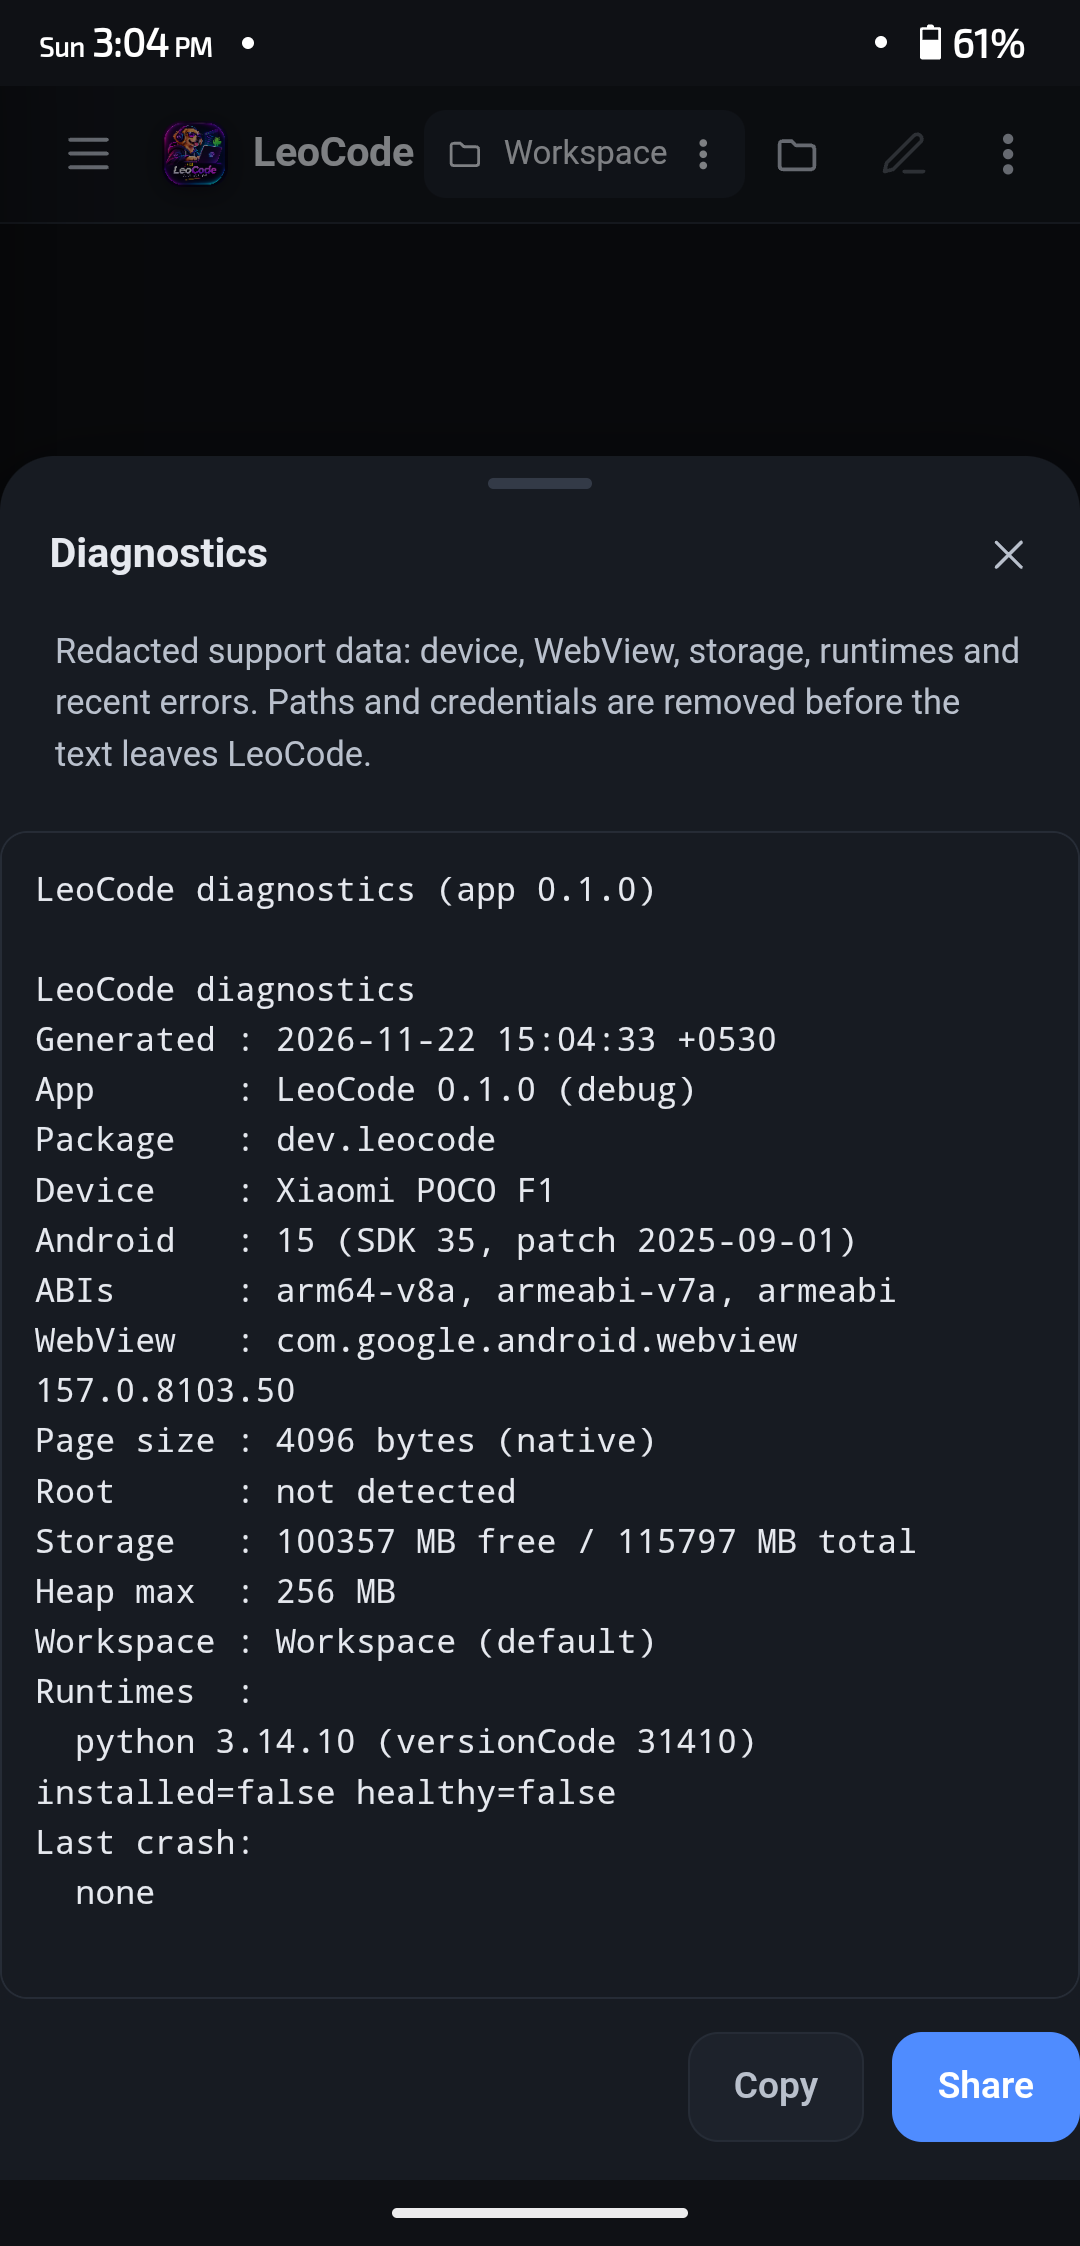 Sun 3:04 PM
61%
LeoCode
Workspace
LeoCode
Diagnostics
Redacted support data: device, WebView, storage, runtimes and
recent errors. Paths and credentials are removed before the
text leaves LeoCode.
LeoCode diagnostics (app 0.1.0)
LeoCode diagnostics
Generated : 2026-11-22 15:04:33 +0530
App       : LeoCode 0.1.0 (debug)
Package   : dev.leocode
Device    : Xiaomi POCO F1
Android   : 15 (SDK 35, patch 2025-09-01)
ABIs      : arm64-v8a, armeabi-v7a, armeabi
WebView   : com.google.android.webview
157.0.8103.50
Page size : 4096 bytes (native)
Root      : not detected
Storage   : 100357 MB free / 115797 MB total
Heap max  : 256 MB
Workspace : Workspace (default)
Runtimes  :
  python 3.14.10 (versionCode 31410)
installed=false healthy=false
Last crash:
  none
Copy
Share